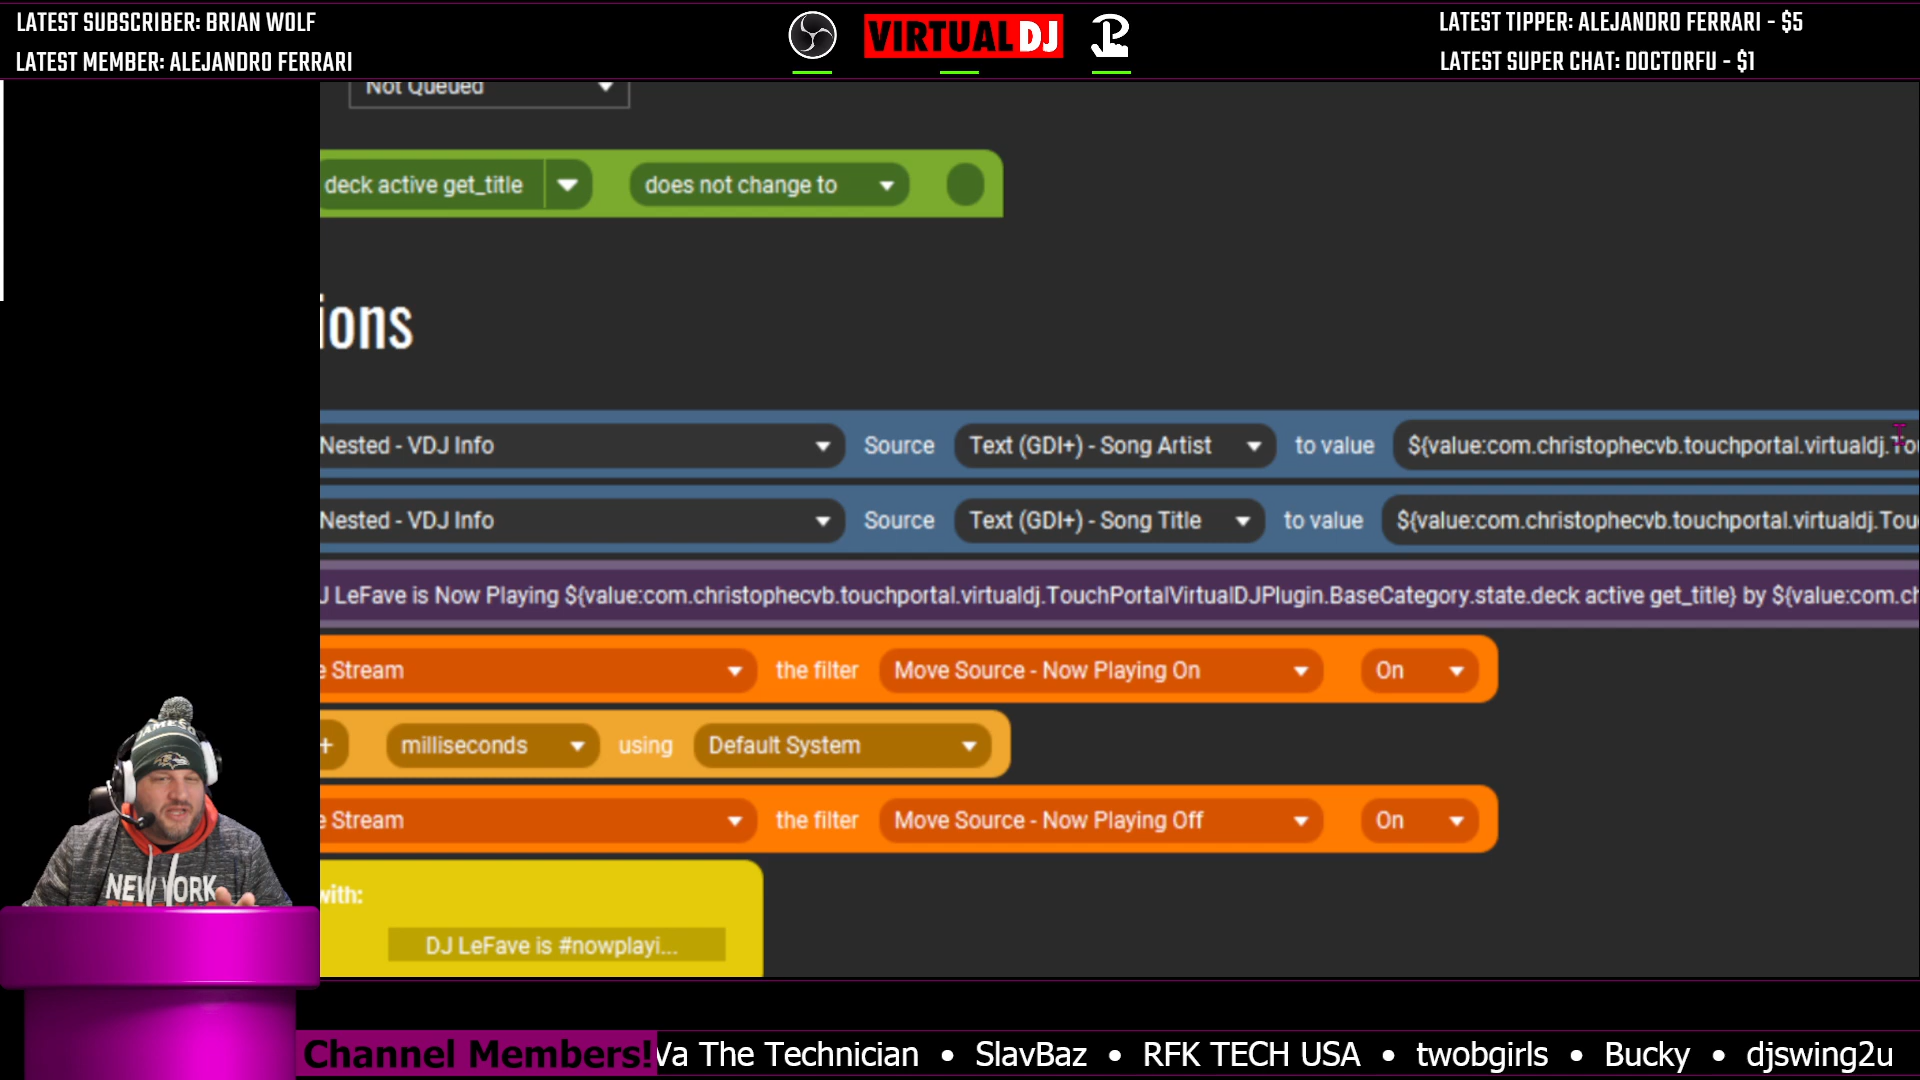 LATEST SUBSCRIBER: BRIAN WOLF
LATEST MEMBER: ALEJANDRO FERRARI
VIRTUAL DJ
LATEST TIPPER: ALEJANDRO FERRARI - $5
LATEST SUPER CHAT: DOCTORFU - $1
Not Queued
deck active get_title does not change to
ions
Nested - VDJ Info Source Text (GDI+) - Song Artist to value ${value:com.christophecvb.touchportal.virtualdj.Tou
Nested - VDJ Info Source Text (GDI+) - Song Title to value ${value:com.christophecvb.touchportal.virtualdj.Tou
J LeFave is Now Playing ${value:com.christophecvb.touchportal.virtualdj.TouchPortalVirtualDJPlugin.BaseCategory.state.deck active get_title} by ${value:com.ch
e Stream the filter Move Source - Now Playing On On
+ milliseconds using Default System
e Stream the filter Move Source - Now Playing Off On
with:
DJ LeFave is #nowplayi...
JAMESO
NEW YORK
Channel Members! Va The Technician • SlavBaz • RFK TECH USA • twobgirls • Bucky • djswing2u